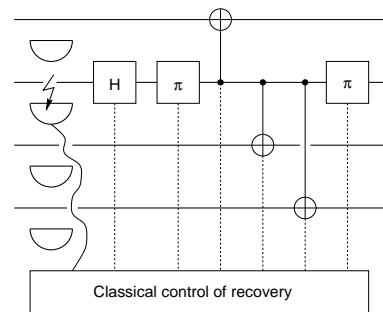 H π π
Classical control of recovery